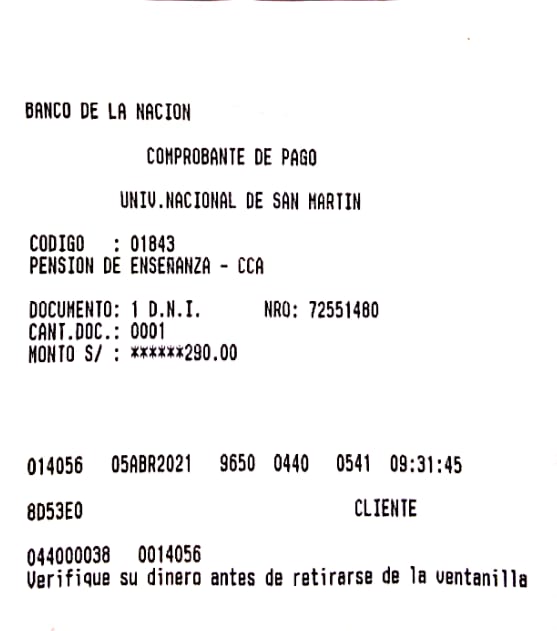 BANCO DE LA NACION
COMPROBANTE DE PAGO
UNIV.NACIONAL DE SAN MARTIN
CODIGO : 01843
PENSION DE ENSEÑANZA - CCA
DOCUMENTO: 1 D.N.I. NRO: 72551480
CANT.DOC.: 0001
MONTO S/ : ******290.00
014056 05ABR2021 9650 0440 0541 09:31:45
8D53E0 CLIENTE
044000038 0014056
Verifique su dinero antes de retirarse de la ventanilla